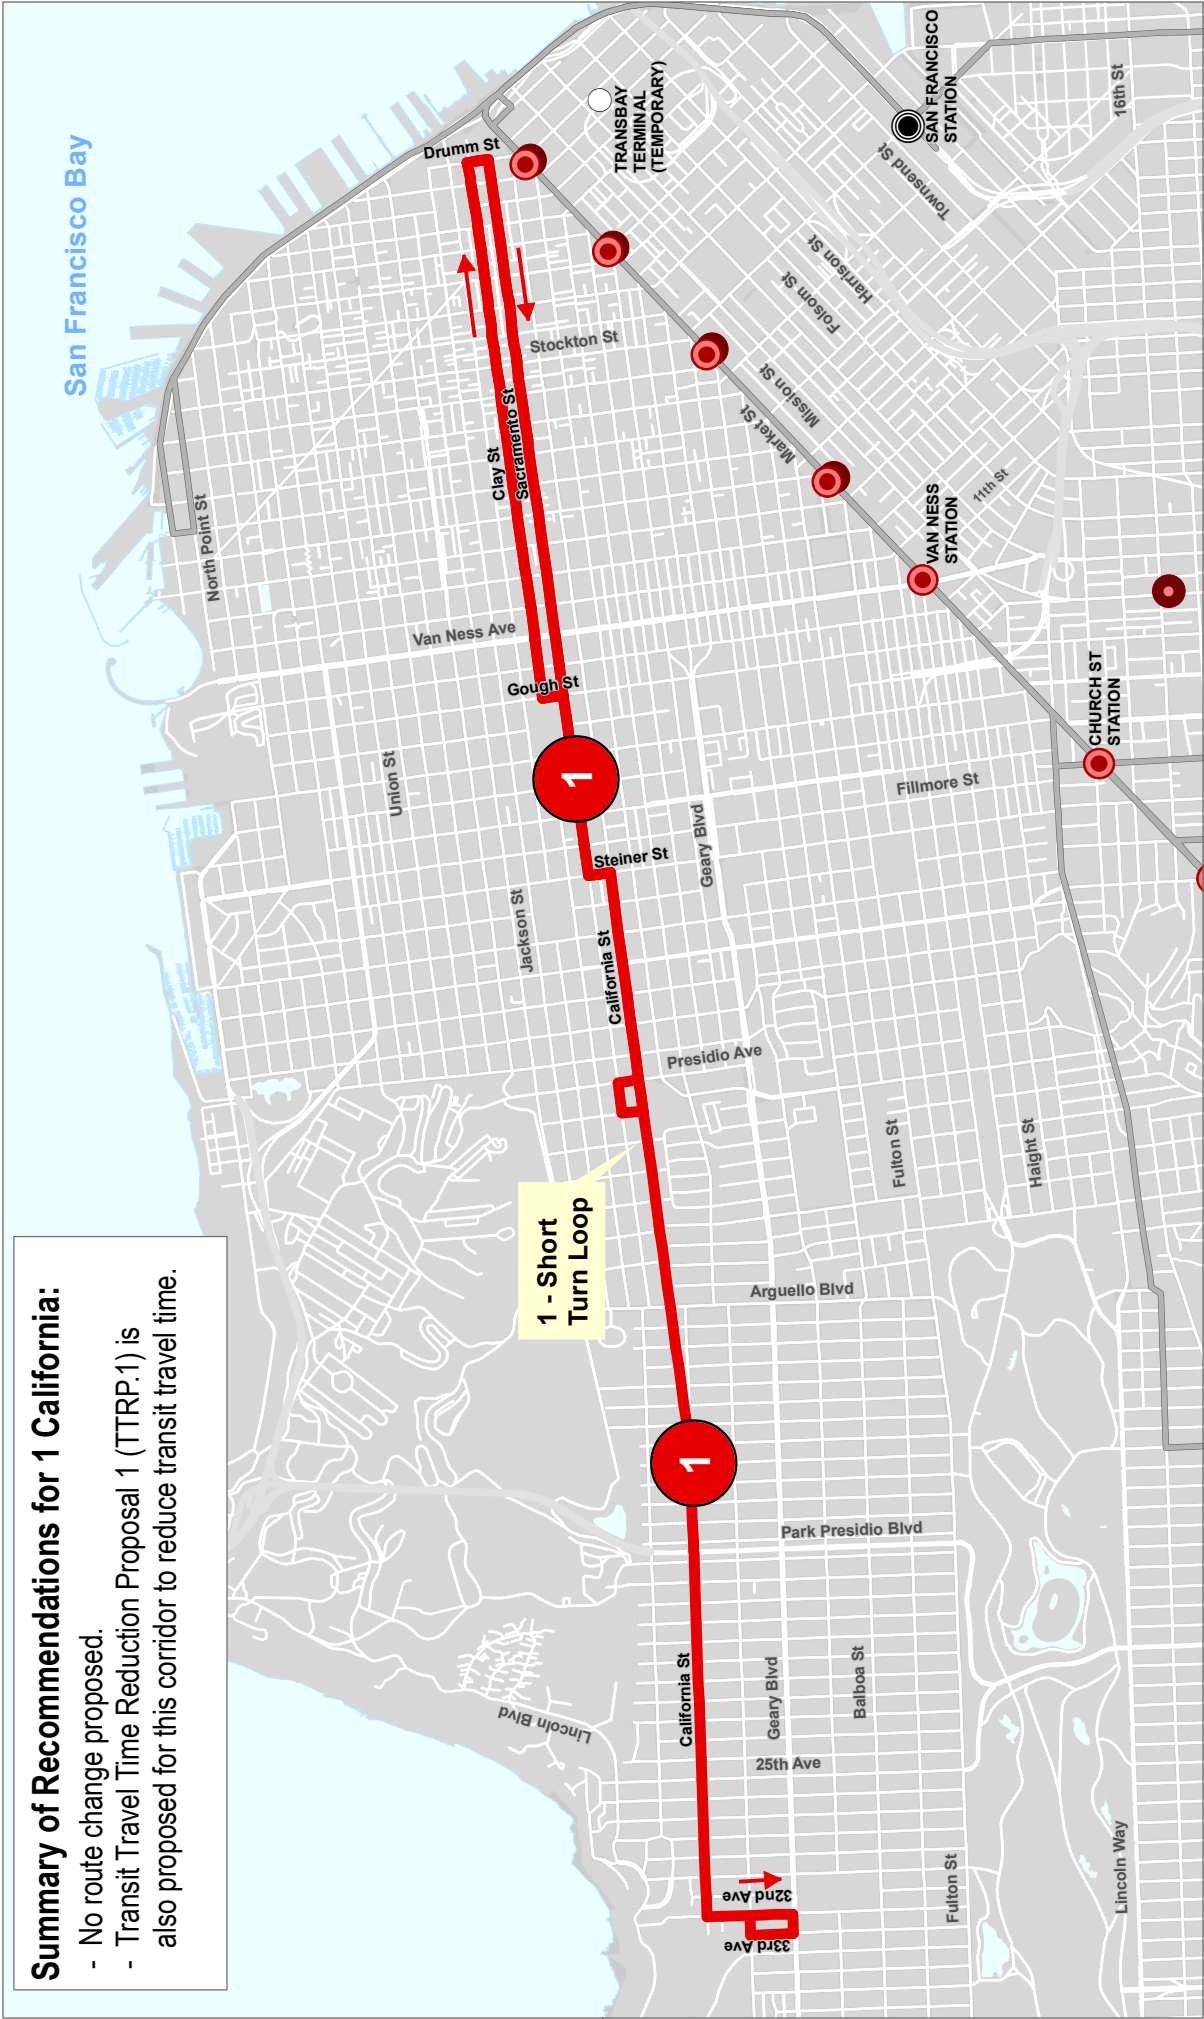 Summary of Recommendations for 1 California:
- No route change proposed.
- Transit Travel Time Reduction Proposal 1 (TTRP.1) is
also proposed for this corridor to reduce transit travel time.
San Francisco Bay
33rd Ave
32nd Ave
California St
25th Ave
Geary Blvd
Balboa St
Fulton St
Lincoln Way
Lincoln Blvd
Park Presidio Blvd
1
Arguello Blvd
1 - Short
Turn Loop
Presidio Ave
Fulton St
Haight St
California St
Jackson St
Steiner St
Geary Blvd
Fillmore St
Union St
1
Gough St
Van Ness Ave
North Point St
Clay St
Sacramento St
Stockton St
Drumm St
CHURCH ST
STATION
VAN NESS
STATION
11th St
Market St
Mission St
Folsom St
Harrison St
Townsend St
TRANSBAY
TERMINAL
(TEMPORARY)
SAN FRANCISCO
STATION
16th St